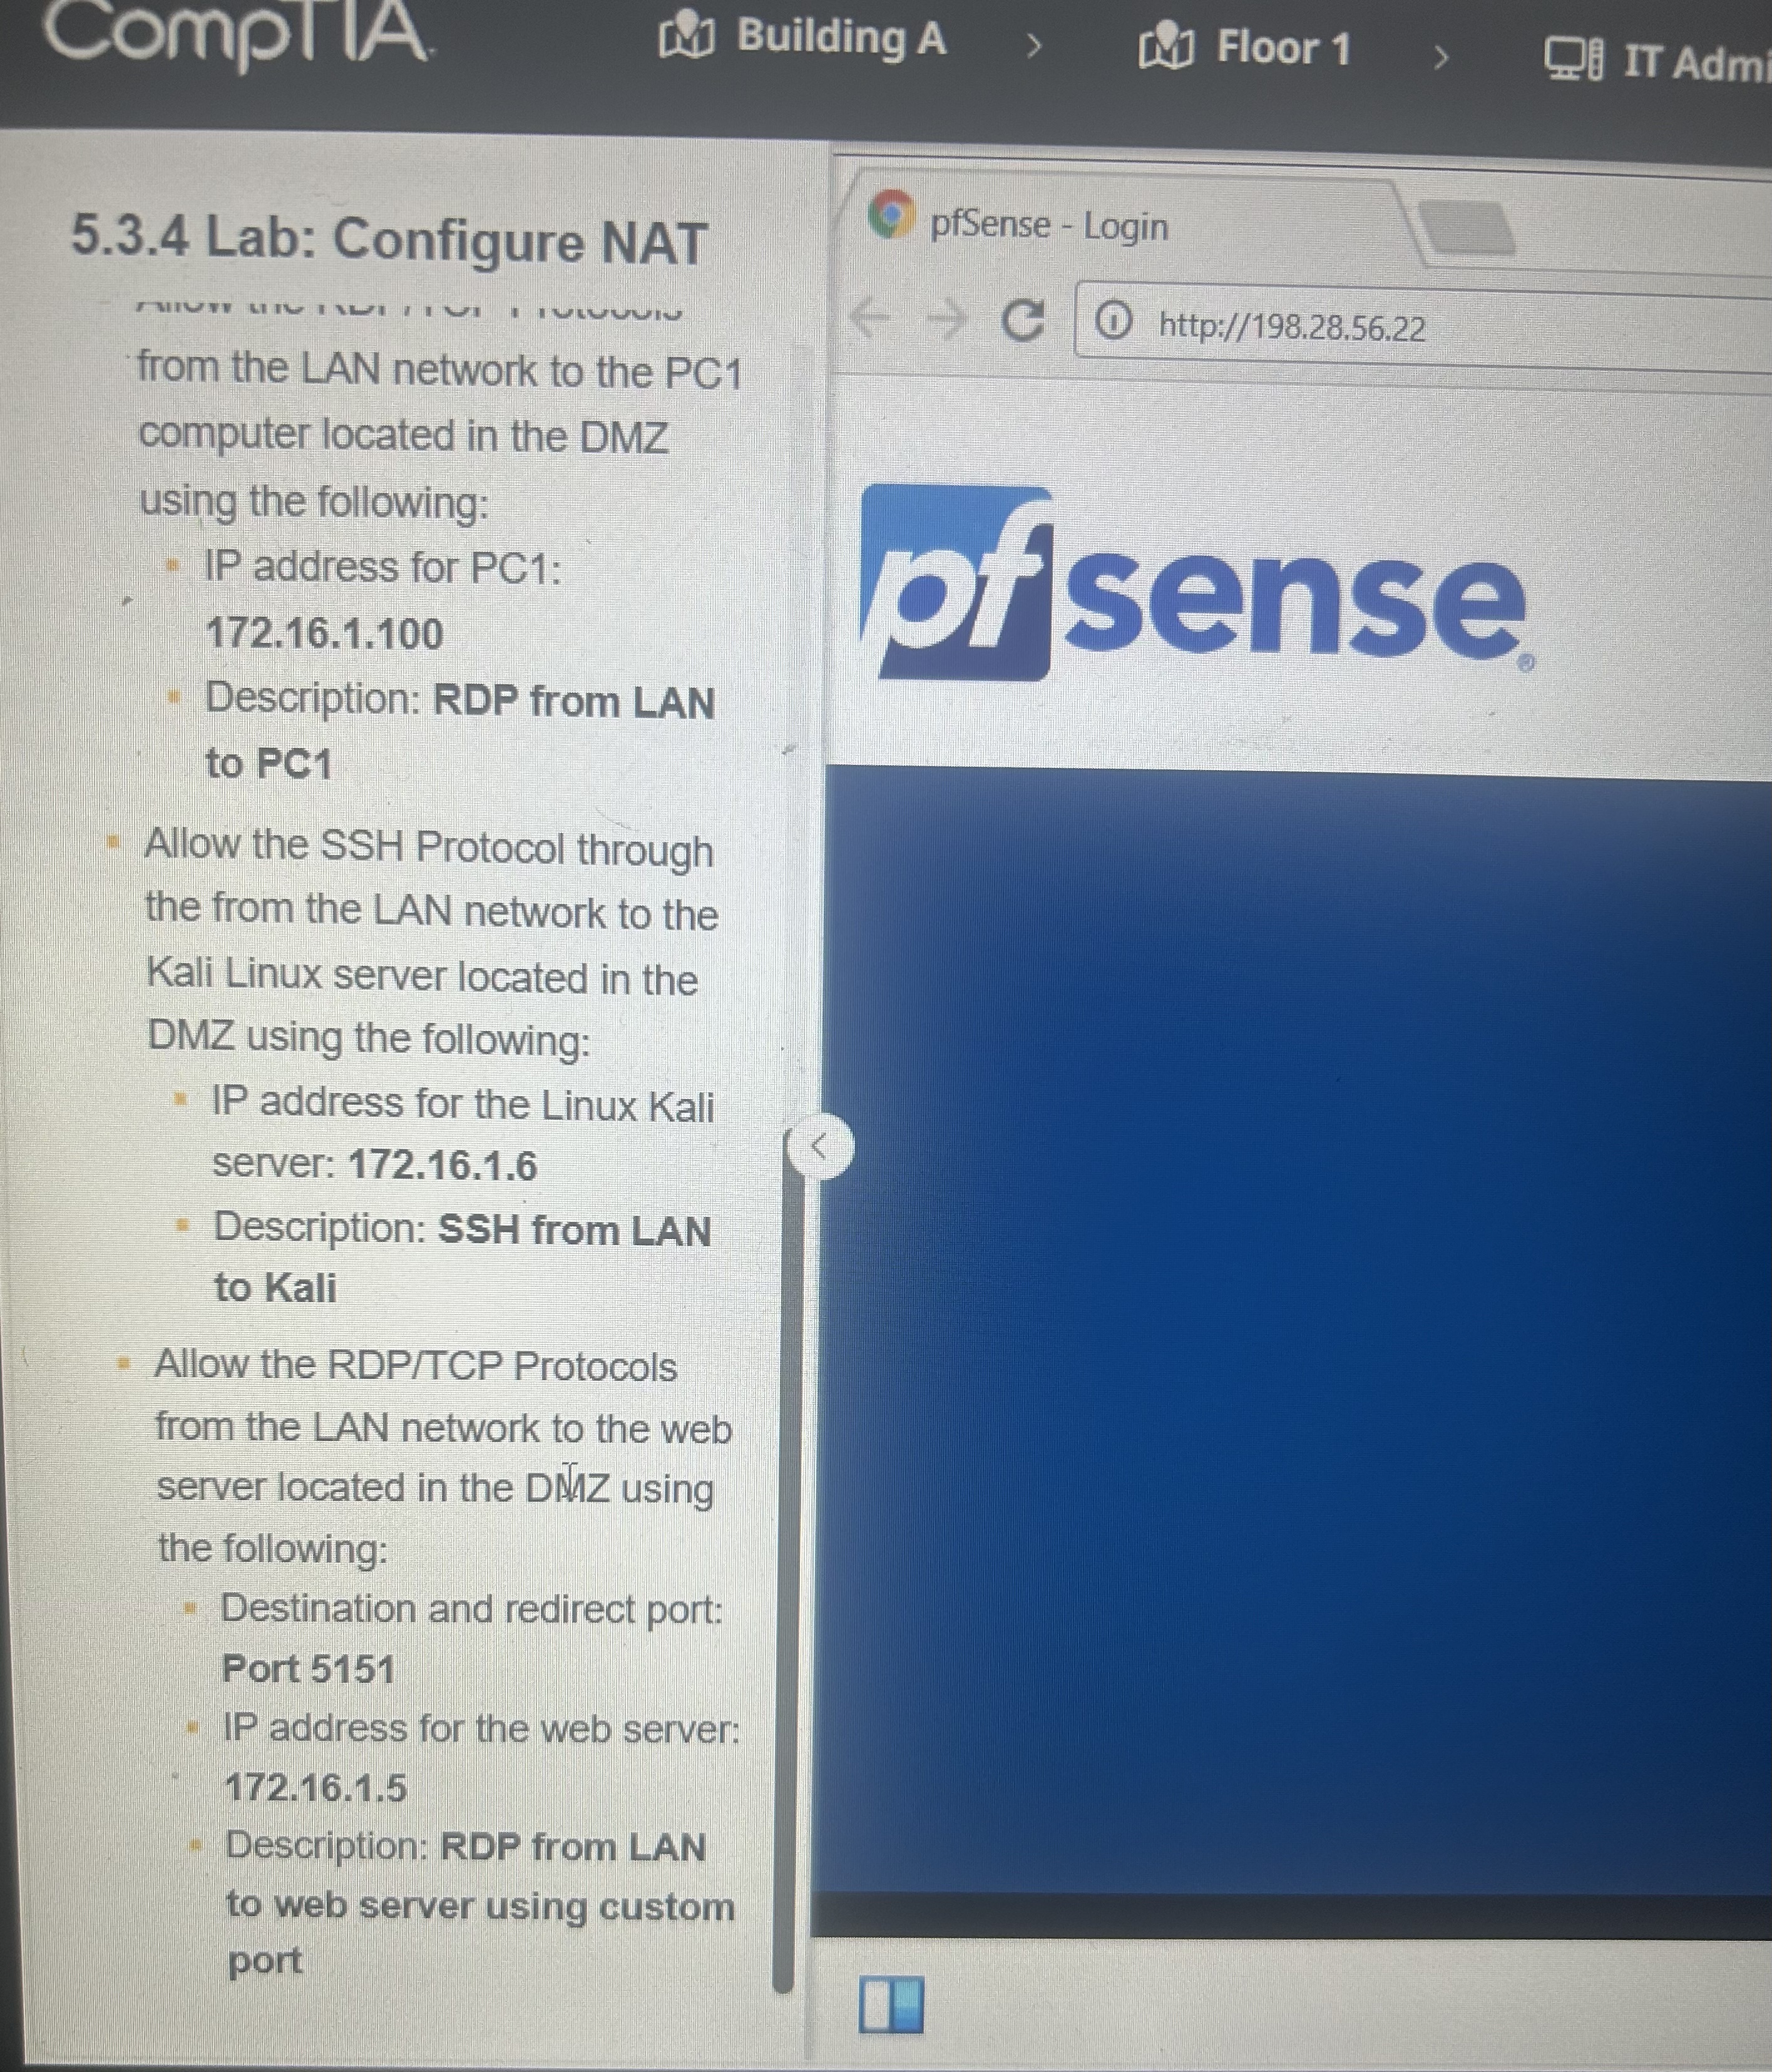 CompTIA.
Building A > Floor 1 > IT Admi
5.3.4 Lab: Configure NAT
Allow the RDP/TCP Protocols
from the LAN network to the PC1
computer located in the DMZ
using the following:
IP address for PC1:
172.16.1.100
Description: RDP from LAN
to PC1
Allow the SSH Protocol through
the from the LAN network to the
Kali Linux server located in the
DMZ using the following:
IP address for the Linux Kali
server: 172.16.1.6
Description: SSH from LAN
to Kali
Allow the RDP/TCP Protocols
from the LAN network to the web
server located in the DMZ using
the following:
Destination and redirect port:
Port 5151
IP address for the web server:
172.16.1.5
Description: RDP from LAN
to web server using custom
port
pfSense - Login
http://198.28.56.22
pfsense®